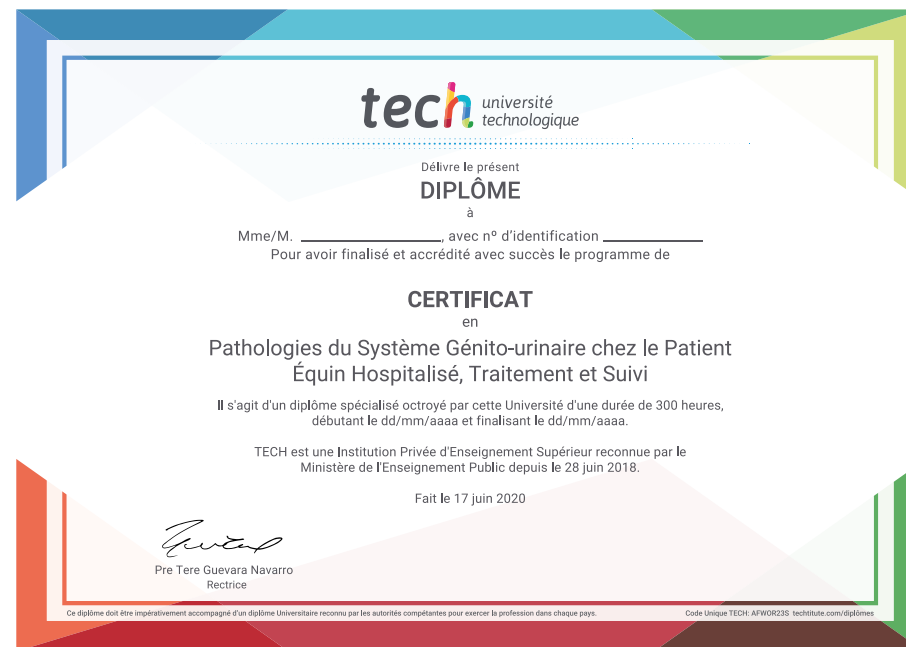 tech université
technologique
Délivre le présent
DIPLÔME
à
Mme/M. ____________________, avec nº d'identification ______________
Pour avoir finalisé et accrédité avec succès le programme de
CERTIFICAT
en
Pathologies du Système Génito-urinaire chez le Patient
Équin Hospitalisé, Traitement et Suivi
Il s'agit d'un diplôme spécialisé octroyé par cette Université d'une durée de 300 heures,
débutant le dd/mm/aaaa et finalisant le dd/mm/aaaa.
TECH est une Institution Privée d'Enseignement Supérieur reconnue par le
Ministère de l'Enseignement Public depuis le 28 juin 2018.
Fait le 17 juin 2020
Pre Tere Guevara Navarro
Rectrice
Ce diplôme doit être impérativement accompagné d'un diplôme Universitaire reconnu par les autorités compétantes pour exercer la profession dans chaque pays. Code Unique TECH: AFWOR23S techtitute.com/diplômes